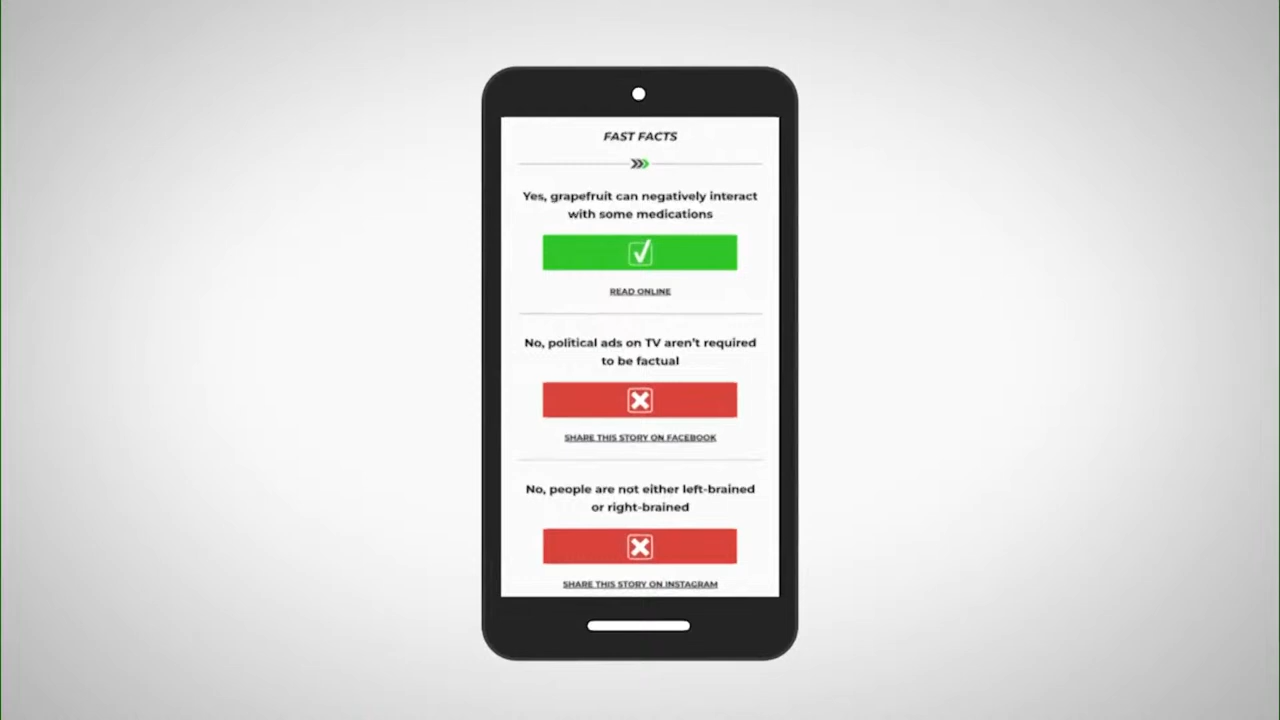 FAST FACTS
Yes, grapefruit can negatively interact
with some medications
READ ONLINE
No, political ads on TV aren't required
to be factual
SHARE THIS STORY ON FACEBOOK
No, people are not either left-brained
or right-brained
SHARE THIS STORY ON INSTAGRAM